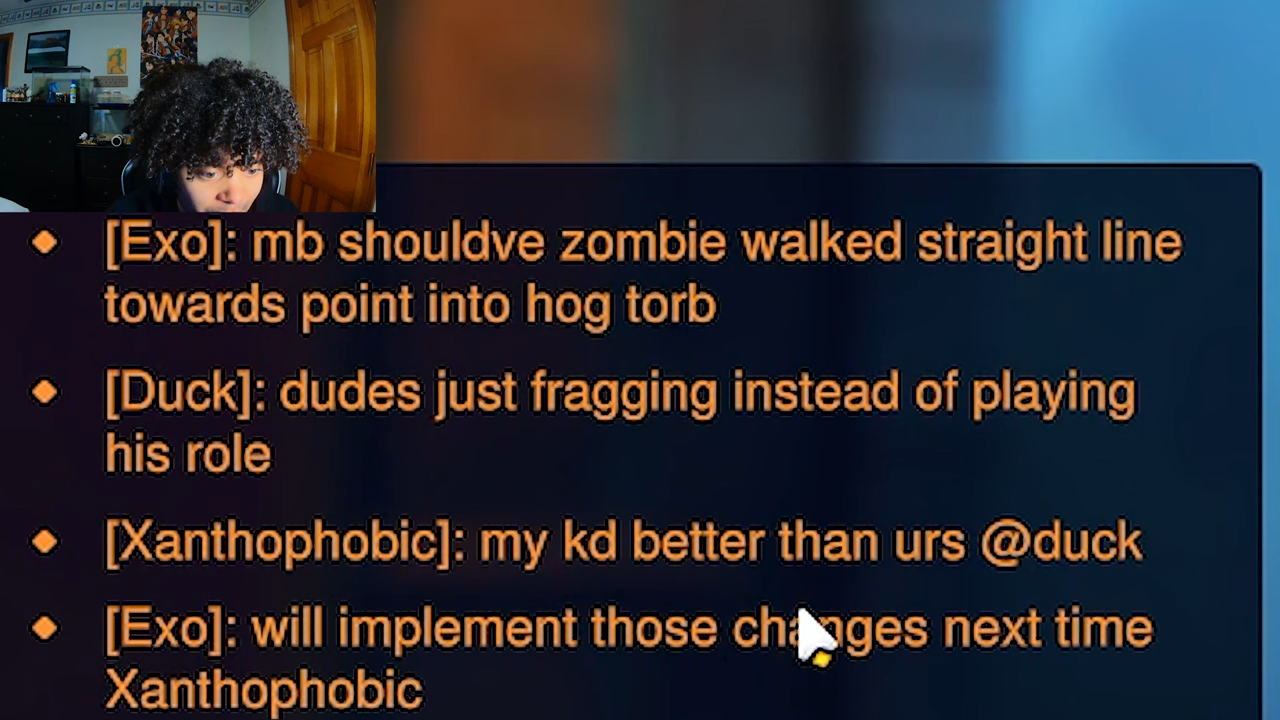 [Exo]: mb shouldve zombie walked straight line
towards point into hog torb
[Duck]: dudes just fragging instead of playing
his role
[Xanthophobic]: my kd better than urs @duck
[Exo]: will implement those changes next time
Xanthophobic